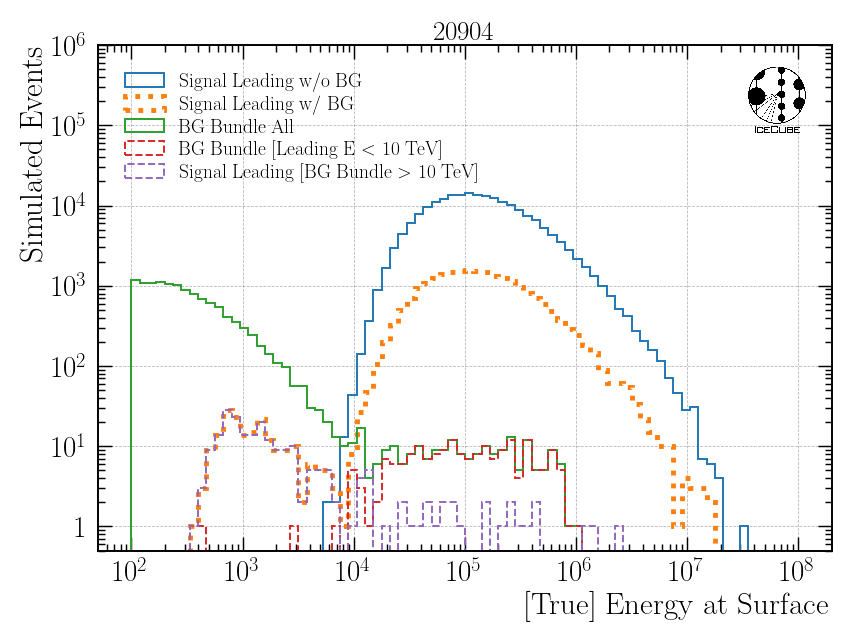 20904
Simulated Events
10^6
10^5
10^4
10^3
10^2
10^1
1
Signal Leading w/o BG
Signal Leading w/ BG
BG Bundle All
BG Bundle [Leading E < 10 TeV]
Signal Leading [BG Bundle > 10 TeV]
ICECUBE
10^2 10^3 10^4 10^5 10^6 10^7 10^8
[True] Energy at Surface